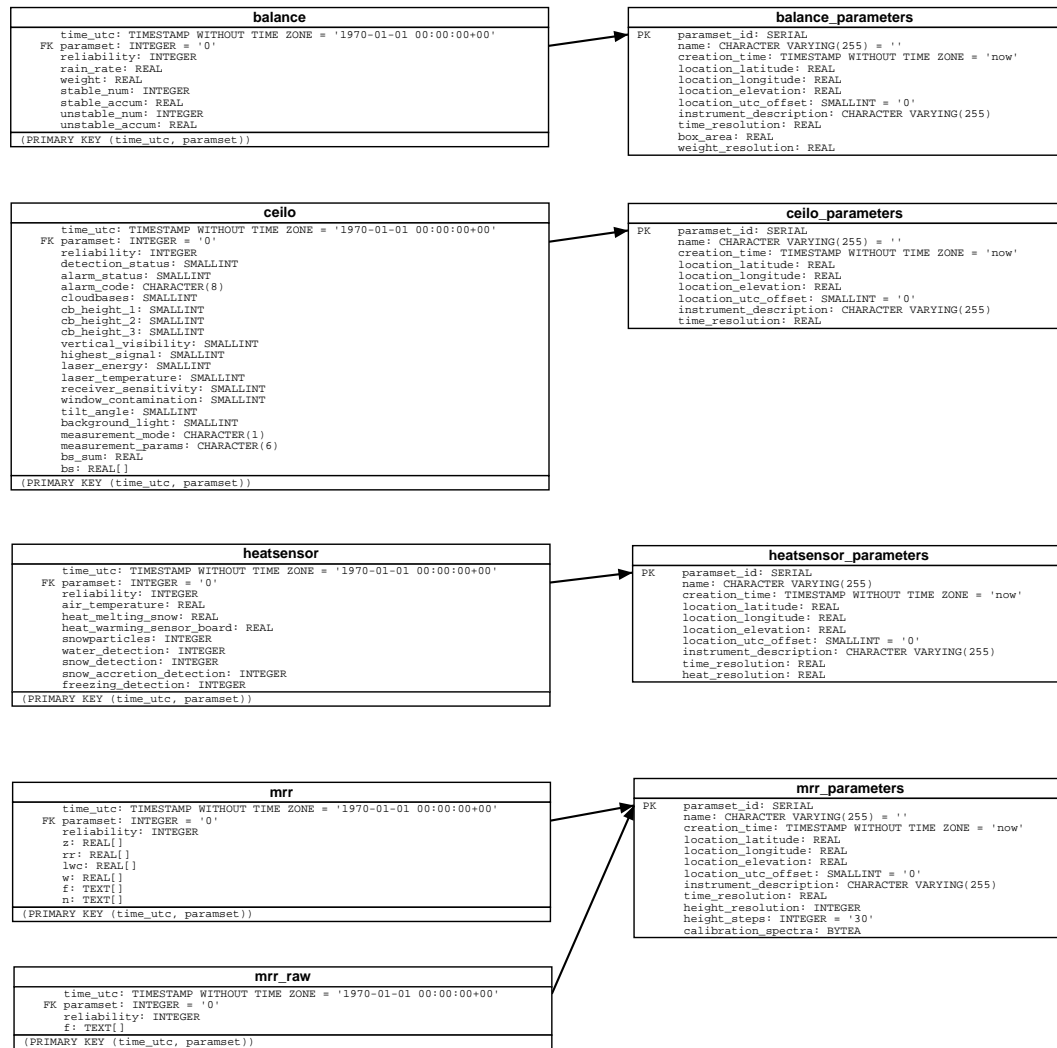 balance
time_utc: TIMESTAMP WITHOUT TIME ZONE = '1970-01-01 00:00:00+00'
FK paramset: INTEGER = '0'
reliability: INTEGER
rain_rate: REAL
weight: REAL
stable_num: INTEGER
stable_accum: REAL
unstable_num: INTEGER
unstable_accum: REAL
(PRIMARY KEY (time_utc, paramset))
balance_parameters
PK paramset_id: SERIAL
name: CHARACTER VARYING(255) = ''
creation_time: TIMESTAMP WITHOUT TIME ZONE = 'now'
location_latitude: REAL
location_longitude: REAL
location_elevation: REAL
location_utc_offset: SMALLINT = '0'
instrument_description: CHARACTER VARYING(255)
time_resolution: REAL
box_area: REAL
weight_resolution: REAL
ceilo
time_utc: TIMESTAMP WITHOUT TIME ZONE = '1970-01-01 00:00:00+00'
FK paramset: INTEGER = '0'
reliability: INTEGER
detection_status: SMALLINT
alarm_status: SMALLINT
alarm_code: CHARACTER(8)
cloudbases: SMALLINT
cb_height_1: SMALLINT
cb_height_2: SMALLINT
cb_height_3: SMALLINT
vertical_visibility: SMALLINT
highest_signal: SMALLINT
laser_energy: SMALLINT
laser_temperature: SMALLINT
receiver_sensitivity: SMALLINT
window_contamination: SMALLINT
tilt_angle: SMALLINT
background_light: SMALLINT
measurement_mode: CHARACTER(1)
measurement_params: CHARACTER(6)
bs_sum: REAL
bs: REAL[]
(PRIMARY KEY (time_utc, paramset))
ceilo_parameters
PK paramset_id: SERIAL
name: CHARACTER VARYING(255) = ''
creation_time: TIMESTAMP WITHOUT TIME ZONE = 'now'
location_latitude: REAL
location_longitude: REAL
location_elevation: REAL
location_utc_offset: SMALLINT = '0'
instrument_description: CHARACTER VARYING(255)
time_resolution: REAL
heatsensor
time_utc: TIMESTAMP WITHOUT TIME ZONE = '1970-01-01 00:00:00+00'
FK paramset: INTEGER = '0'
reliability: INTEGER
air_temperature: REAL
heat_melting_snow: REAL
heat_warming_sensor_board: REAL
snowparticles: INTEGER
water_detection: INTEGER
snow_detection: INTEGER
snow_accretion_detection: INTEGER
freezing_detection: INTEGER
(PRIMARY KEY (time_utc, paramset))
heatsensor_parameters
PK paramset_id: SERIAL
name: CHARACTER VARYING(255)
creation_time: TIMESTAMP WITHOUT TIME ZONE = 'now'
location_latitude: REAL
location_longitude: REAL
location_elevation: REAL
location_utc_offset: SMALLINT = '0'
instrument_description: CHARACTER VARYING(255)
time_resolution: REAL
heat_resolution: REAL
mrr
time_utc: TIMESTAMP WITHOUT TIME ZONE = '1970-01-01 00:00:00+00'
FK paramset: INTEGER = '0'
reliability: INTEGER
z: REAL[]
rr: REAL[]
lwc: REAL[]
w: REAL[]
f: TEXT[]
n: TEXT[]
(PRIMARY KEY (time_utc, paramset))
mrr_parameters
PK paramset_id: SERIAL
name: CHARACTER VARYING(255) = ''
creation_time: TIMESTAMP WITHOUT TIME ZONE = 'now'
location_latitude: REAL
location_longitude: REAL
location_elevation: REAL
location_utc_offset: SMALLINT = '0'
instrument_description: CHARACTER VARYING(255)
time_resolution: REAL
height_resolution: INTEGER
height_steps: INTEGER = '30'
calibration_spectra: BYTEA
mrr_raw
time_utc: TIMESTAMP WITHOUT TIME ZONE = '1970-01-01 00:00:00+00'
FK paramset: INTEGER = '0'
reliability: INTEGER
f: TEXT[]
(PRIMARY KEY (time_utc, paramset))